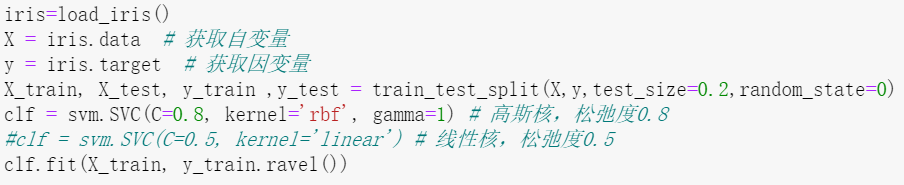 iris=load_iris()
X = iris.data  # 获取自变量
y = iris.target  # 获取因变量
X_train, X_test, y_train ,y_test = train_test_split(X,y,test_size=0.2,random_state=0)
clf = svm.SVC(C=0.8, kernel='rbf', gamma=1) # 高斯核，松弛度0.8
#clf = svm.SVC(C=0.5, kernel='linear') # 线性核，松弛度0.5
clf.fit(X_train, y_train.ravel())